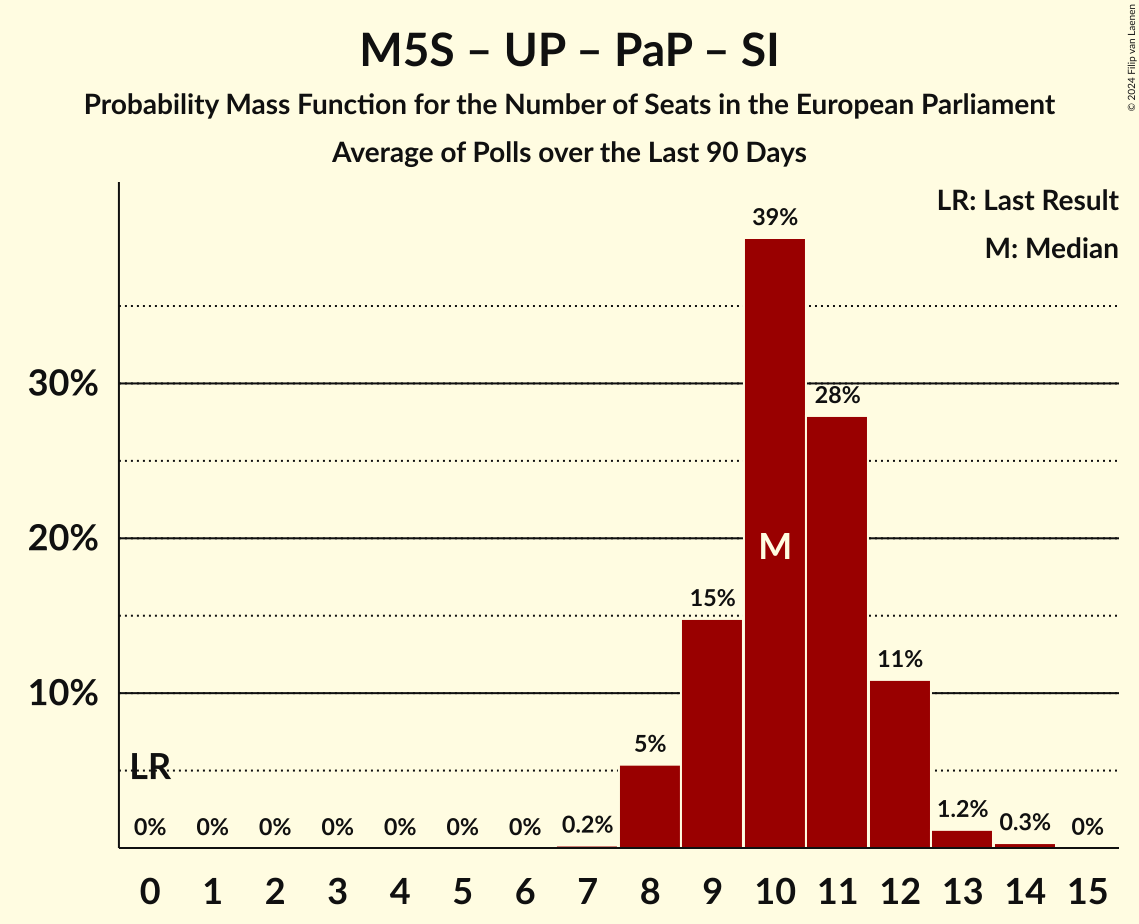 M5S – UP – PaP – SI
Probability Mass Function for the Number of Seats in the European Parliament
Average of Polls over the Last 90 Days
© 2024 Filip van Laenen
LR: Last Result
M: Median
39%
30%
28%
20%
M
15%
11%
10%
5%
LR
0% 0% 0% 0% 0% 0% 0% 0.2% 1.2% 0.3% 0%
0 1 2 3 4 5 6 7 8 9 10 11 12 13 14 15